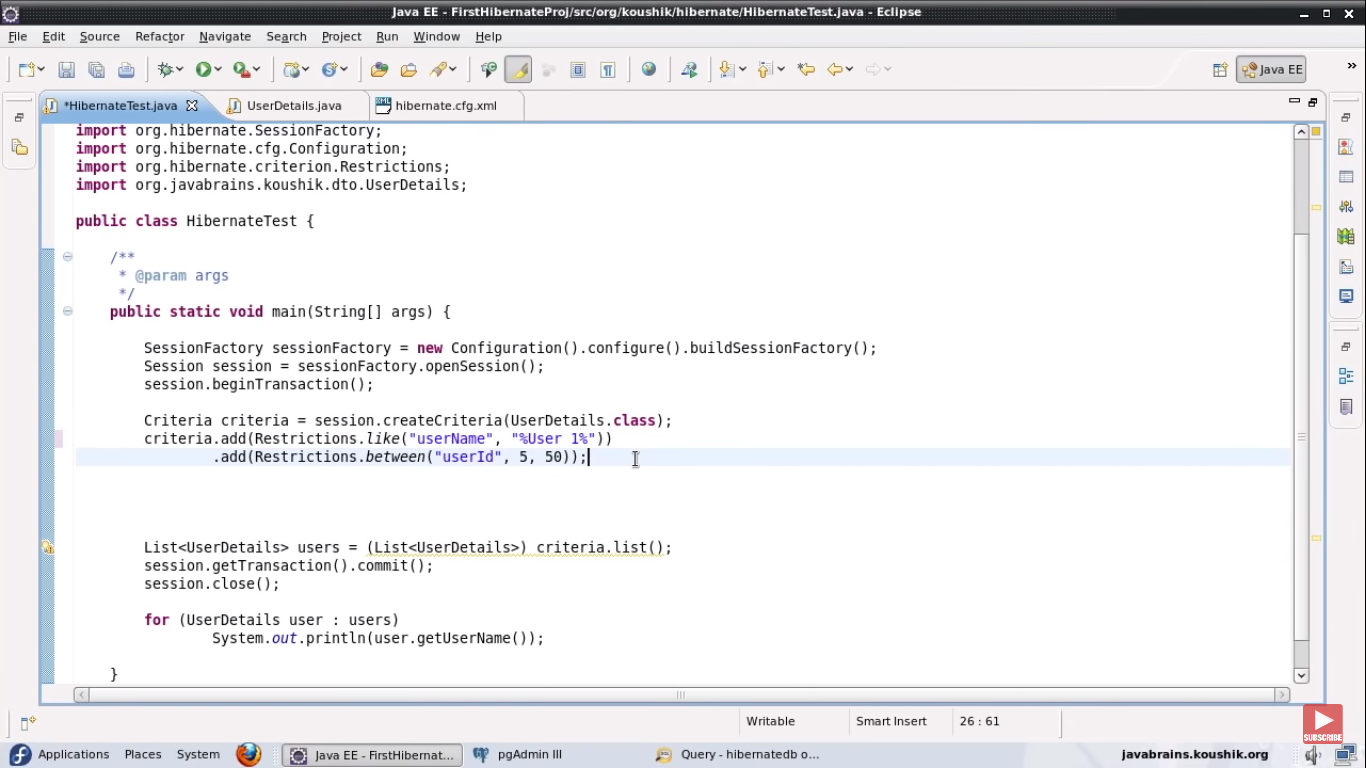 Java EE - FirstHibernateProj/src/org/koushik/hibernate/HibernateTest.java - Eclipse
File Edit Source Refactor Navigate Search Project Run Window Help
Java EE
*HibernateTest.java UserDetails.java hibernate.cfg.xml
import org.hibernate.SessionFactory;
import org.hibernate.cfg.Configuration;
import org.hibernate.criterion.Restrictions;
import org.javabrains.koushik.dto.UserDetails;
public class HibernateTest {
/**
* @param args
*/
public static void main(String[] args) {
SessionFactory sessionFactory = new Configuration().configure().buildSessionFactory();
Session session = sessionFactory.openSession();
session.beginTransaction();
Criteria criteria = session.createCriteria(UserDetails.class);
criteria.add(Restrictions.like("userName", "%User 1%"))
.add(Restrictions.between("userId", 5, 50));
List<UserDetails> users = (List<UserDetails>) criteria.list();
session.getTransaction().commit();
session.close();
for (UserDetails user : users)
System.out.println(user.getUserName());
}
Writable Smart Insert 26 : 61
SUBSCRIBE
Applications Places System Java EE - FirstHibernat... pgAdmin III Query - hibernatedb o... javabrains.koushik.org